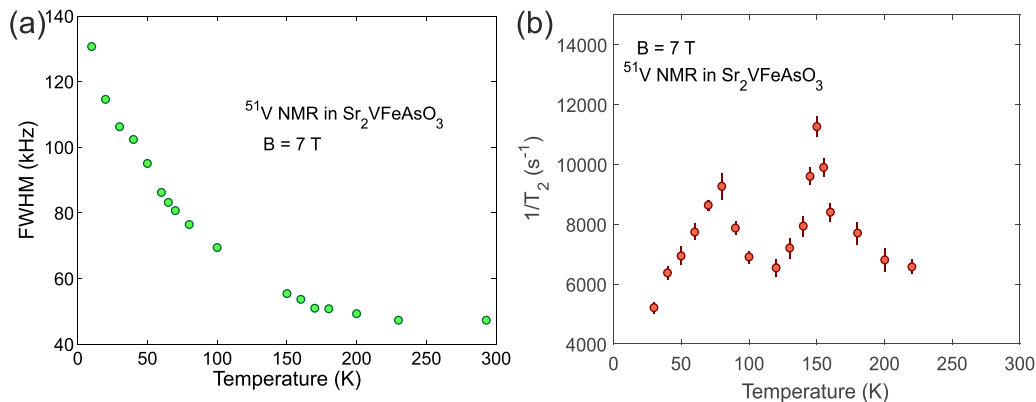 (a)
140
120
100
80
60
40
FWHM (kHz)
⁵¹V NMR in Sr₂VFeAsO₃
B = 7 T
0 50 100 150 200 250 300
Temperature (K)
(b)
14000
12000
10000
8000
6000
4000
1/T₂ (s⁻¹)
B = 7 T
⁵¹V NMR in Sr₂VFeAsO₃
0 50 100 150 200 250 300
Temperature (K)